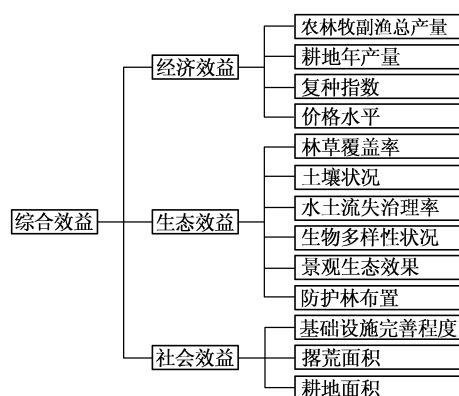 综合效益
经济效益
农林牧副渔总产量
耕地年产量
复种指数
价格水平
生态效益
林草覆盖率
土壤状况
水土流失治理率
生物多样性状况
景观生态效果
防护林布置
社会效益
基础设施完善程度
撂荒面积
耕地面积